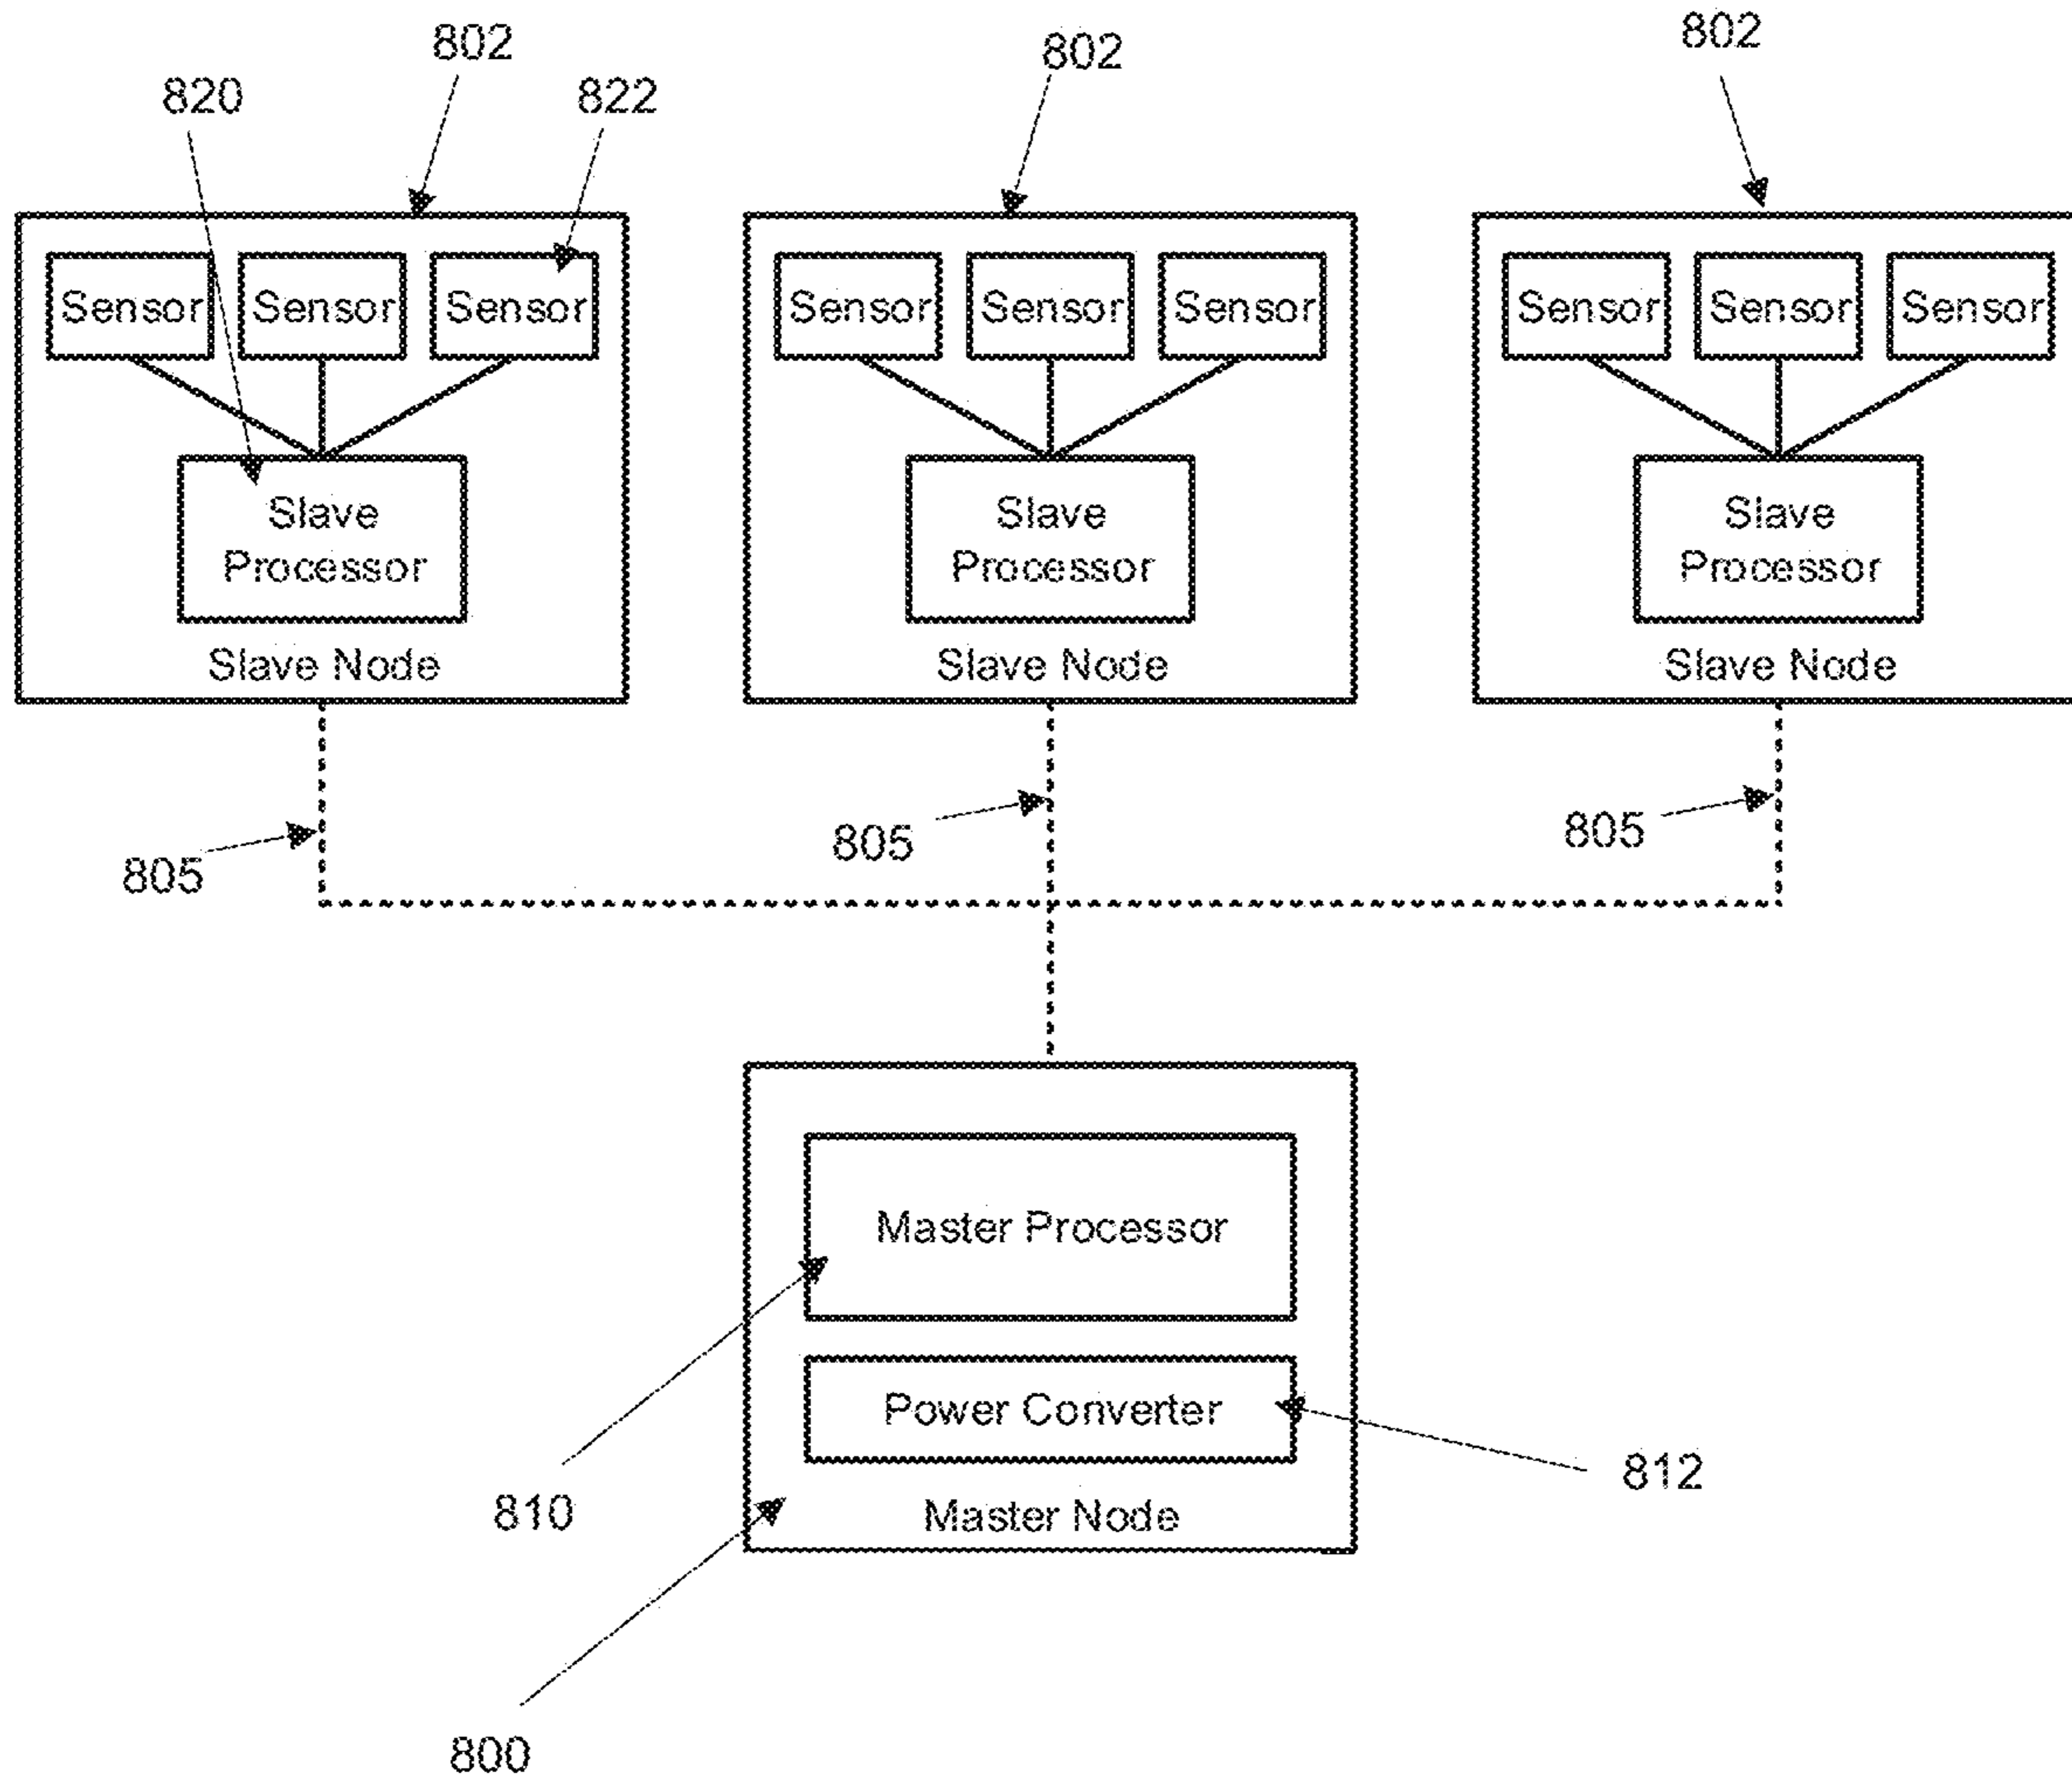 802
802
802
820
822
Sensor
Sensor
Sensor
Sensor
Sensor
Sensor
Sensor
Sensor
Sensor
Slave
Processor
Slave
Processor
Slave
Processor
Slave Node
Slave Node
Slave Node
805
805
805
Master Processor
Power Converter
812
810
Master Node
800